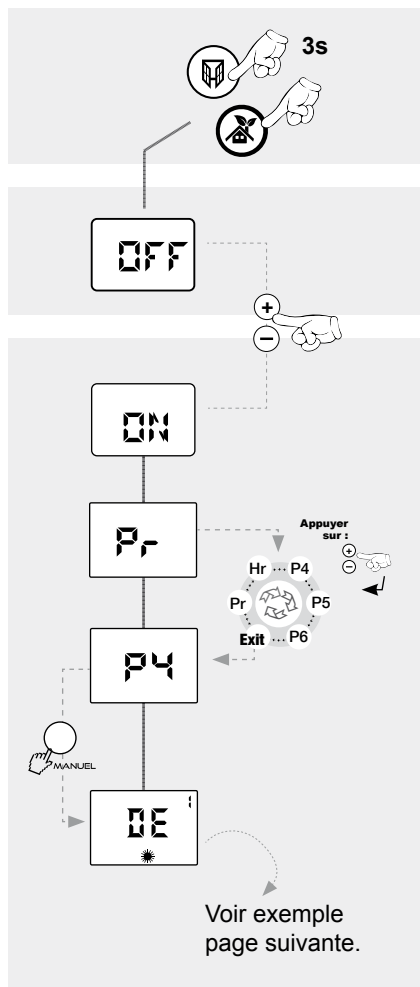 3s
OFF
+
−
ON
Pr
Appuyer
sur :
+
−
Hr P4
Pr P5
Exit P6
P4
MANUEL
1
DE
Voir exemple
page suivante.